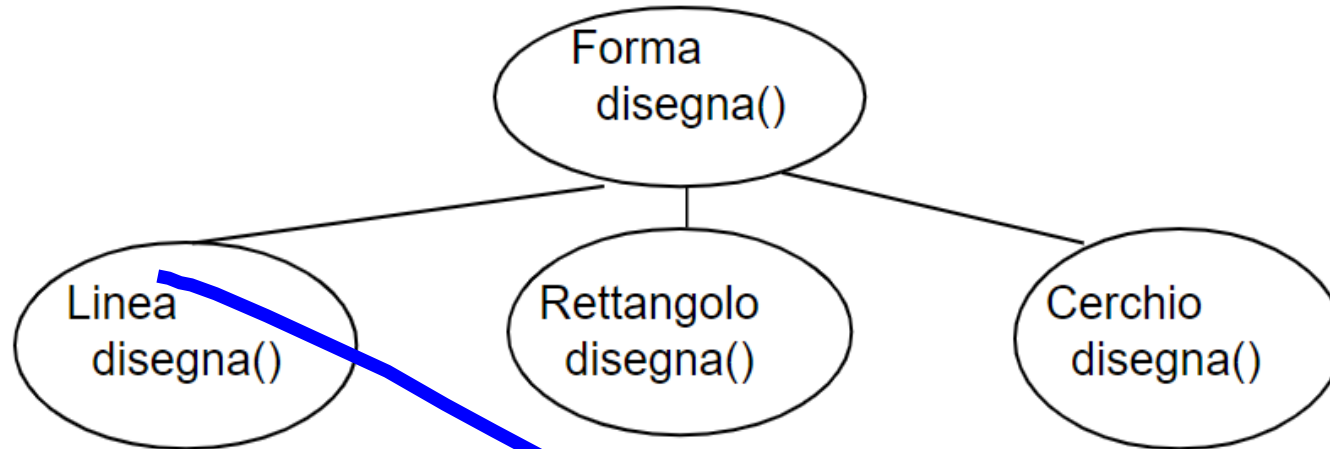 Forma
disegna()
Linea
disegna()
Rettangolo
disegna()
Cerchio
disegna()